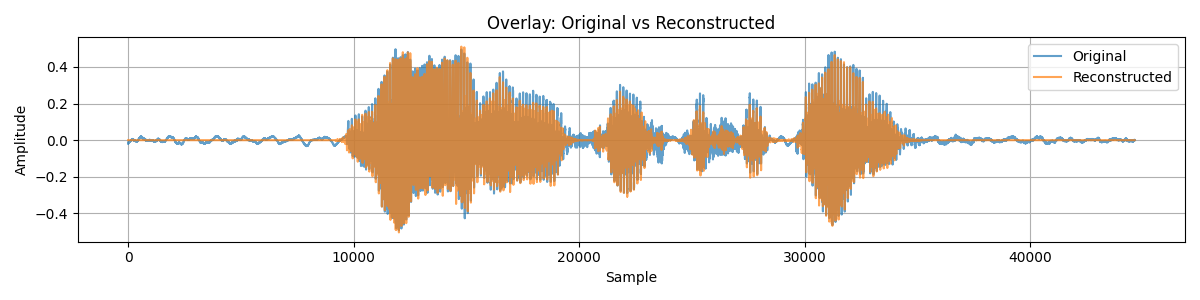 Overlay: Original vs Reconstructed
Original
Reconstructed
Amplitude
0.4
0.2
0.0
−0.2
−0.4
0 10000 20000 30000 40000
Sample